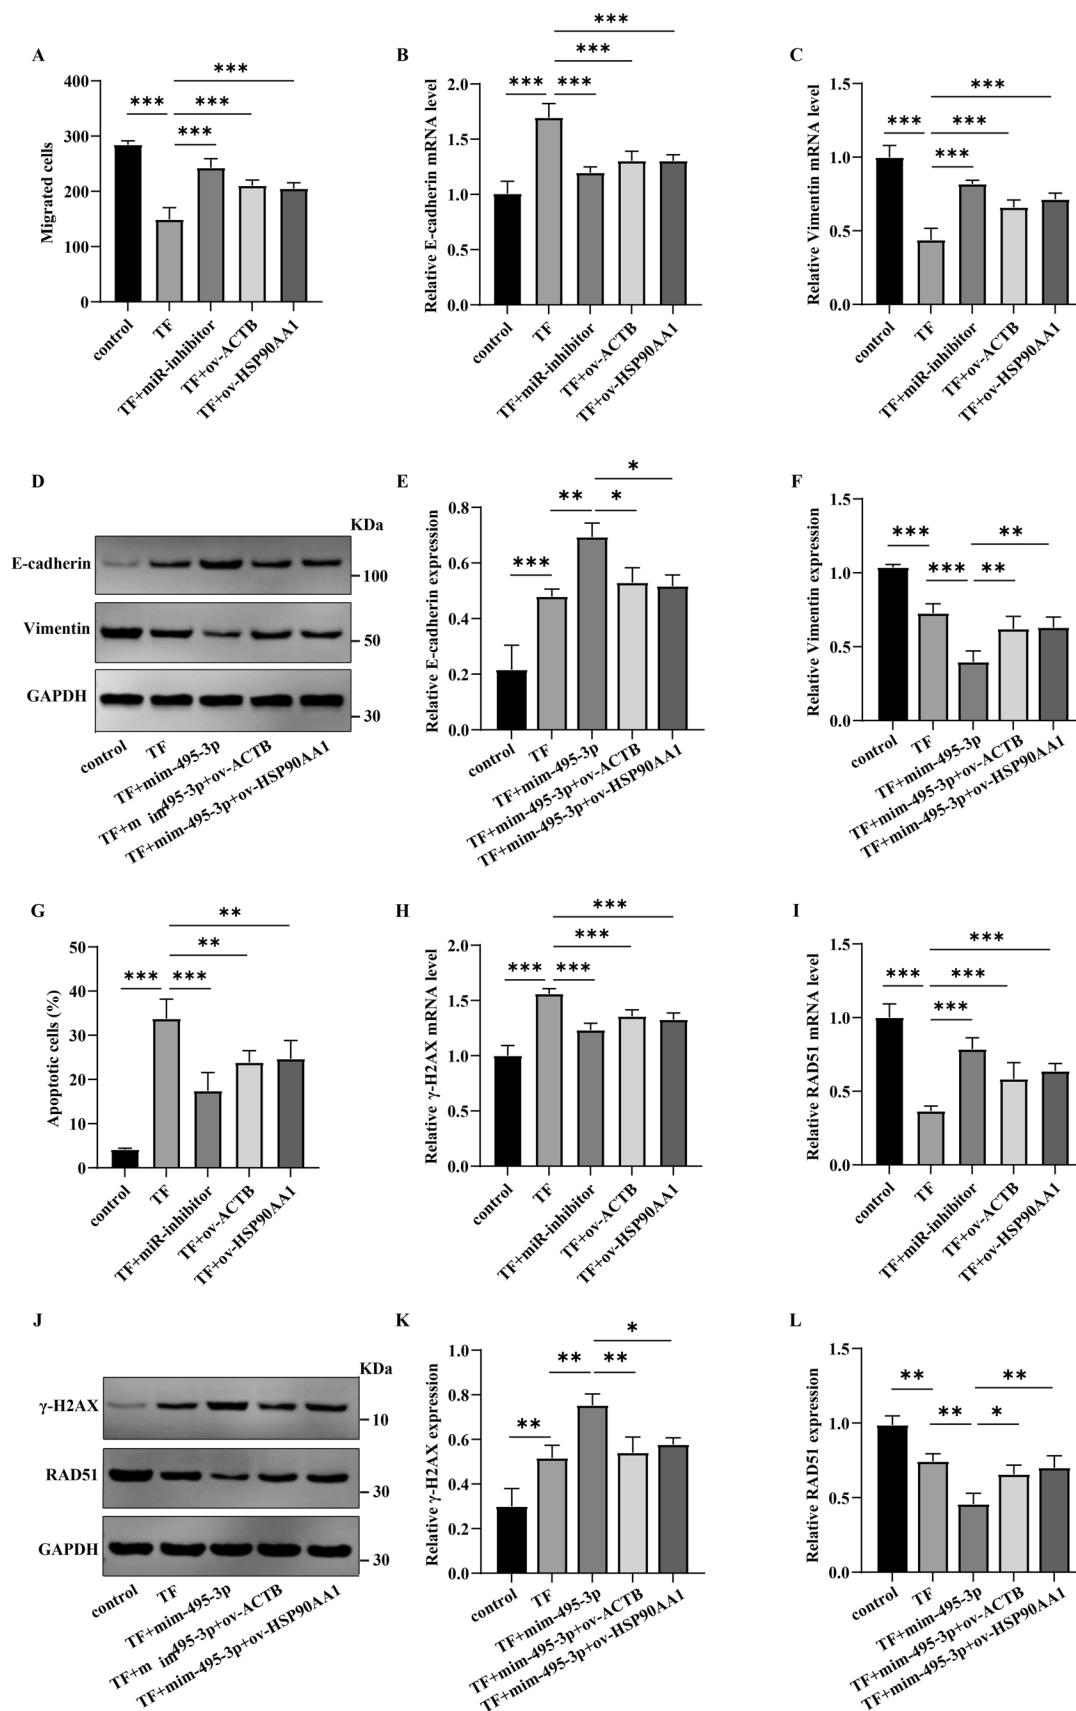 A
Migrated cells
400
300
200
100
0
***
***
***
***
control
TF
TF+miR-inhibitor
TF+ov-ACTB
TF+ov-HSP90AA1
B
Relative E-cadherin mRNA level
2.0
1.5
1.0
0.5
0.0
***
***
***
***
control
TF
TF+miR-inhibitor
TF+ov-ACTB
TF+ov-HSP90AA1
C
Relative Vimentin mRNA level
1.5
1.0
0.5
0.0
***
***
***
***
control
TF
TF+miR-inhibitor
TF+ov-ACTB
TF+ov-HSP90AA1
D
KDa
E-cadherin
100
Vimentin
50
GAPDH
30
control
TF
TF+mim-495-3p
TF+m im495-3p+ov-ACTB
TF+mim-495-3p+ov-HSP90AA1
E
Relative E-cadherin expression
0.8
0.6
0.4
0.2
0.0
*
** *
***
control
TF
TF+mim-495-3p
TF+mim-495-3p+ov-ACTB
TF+mim-495-3p+ov-HSP90AA1
F
Relative Vimentin expression
1.5
1.0
0.5
0.0
***
**
*** **
control
TF
TF+mim-495-3p
TF+mim-495-3p+ov-ACTB
TF+mim-495-3p+ov-HSP90AA1
G
Apoptotic cells (%)
50
40
30
20
10
0
**
**
*** ***
control
TF
TF+miR-inhibitor
TF+ov-ACTB
TF+ov-HSP90AA1
H
Relative γ-H2AX mRNA level
2.0
1.5
1.0
0.5
0.0
***
***
*** ***
control
TF
TF+miR-inhibitor
TF+ov-ACTB
TF+ov-HSP90AA1
I
Relative RAD51 mRNA level
1.5
1.0
0.5
0.0
***
*** ***
***
control
TF
TF+miR-inhibitor
TF+ov-ACTB
TF+ov-HSP90AA1
J
KDa
γ-H2AX
10
RAD51
30
GAPDH
30
control
TF
TF+mim-495-3p
TF+m im495-3p+ov-ACTB
TF+mim-495-3p+ov-HSP90AA1
K
Relative γ-H2AX expression
1.0
0.8
0.6
0.4
0.2
0.0
*
** **
**
control
TF
TF+mim-495-3p
TF+mim-495-3p+ov-ACTB
TF+mim-495-3p+ov-HSP90AA1
L
Relative RAD51 expression
1.5
1.0
0.5
0.0
** **
** *
control
TF
TF+mim-495-3p
TF+mim-495-3p+ov-ACTB
TF+mim-495-3p+ov-HSP90AA1